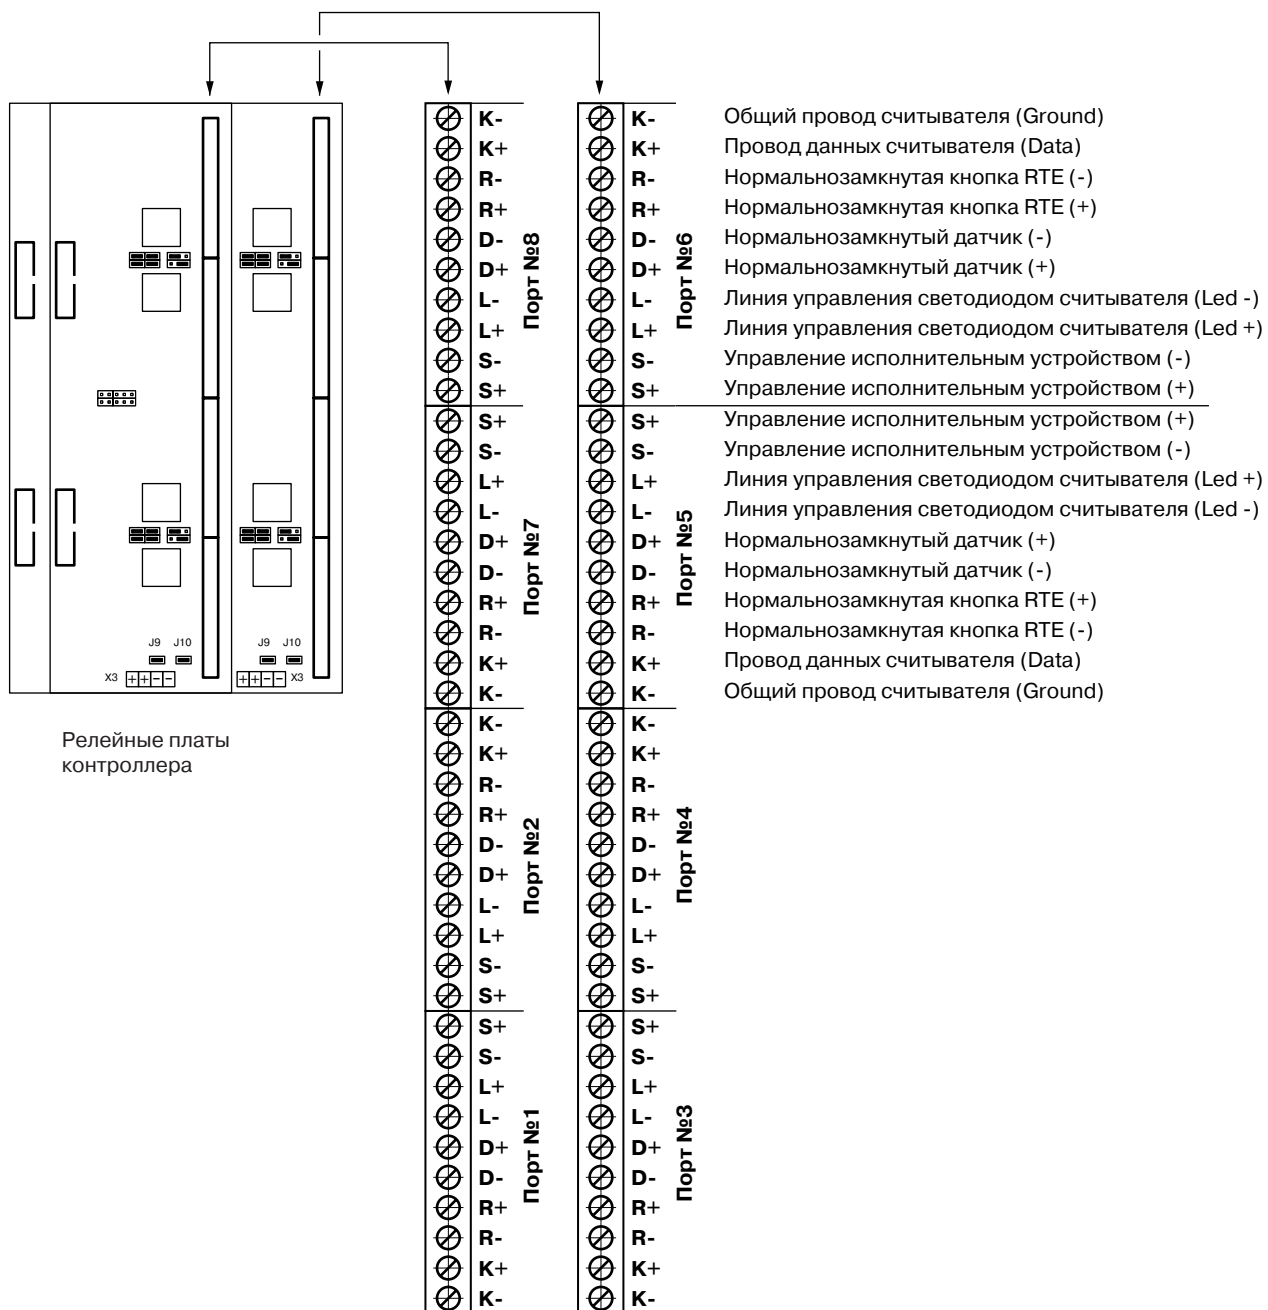 K- K- Общий провод считывателя (Ground)
K+ K+ Провод данных считывателя (Data)
R- R- Нормальнозамкнутая кнопка RTE (-)
R+ R+ Нормальнозамкнутая кнопка RTE (+)
D- D- Нормальнозамкнутый датчик (-)
D+ D+ Нормальнозамкнутый датчик (+)
L- L- Линия управления светодиодом считывателя (Led -)
L+ L+ Линия управления светодиодом считывателя (Led +)
S- S- Управление исполнительным устройством (-)
S+ S+ Управление исполнительным устройством (+)
Порт №8
Порт №6
S+ S+ Управление исполнительным устройством (+)
S- S- Управление исполнительным устройством (-)
L+ L+ Линия управления светодиодом считывателя (Led +)
L- L- Линия управления светодиодом считывателя (Led -)
D+ D+ Нормальнозамкнутый датчик (+)
D- D- Нормальнозамкнутый датчик (-)
R+ R+ Нормальнозамкнутая кнопка RTE (+)
R- R- Нормальнозамкнутая кнопка RTE (-)
K+ K+ Провод данных считывателя (Data)
K- K- Общий провод считывателя (Ground)
Порт №7
Порт №5
J9 J10 J9 J10
X3 + + - - + + - - X3
Релейные платы
контроллера
K- K-
K+ K+
R- R-
R+ R+
D- D-
D+ D+
L- L-
L+ L+
S- S-
S+ S+
Порт №2
Порт №4
S+ S+
S- S-
L+ L+
L- L-
D+ D+
D- D-
R+ R+
R- R-
K+ K+
K- K-
Порт №1
Порт №3